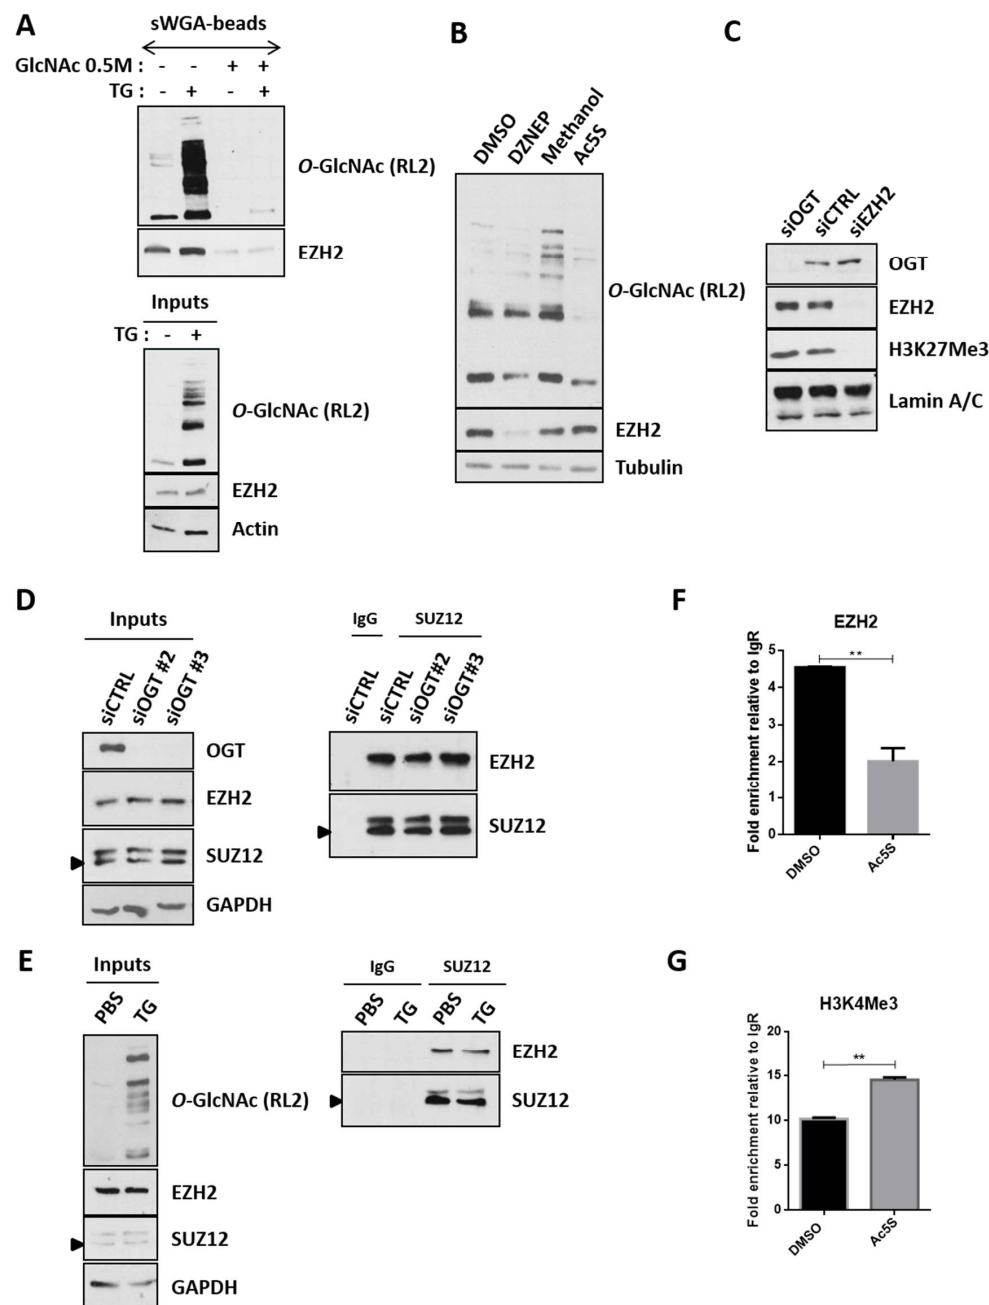 A
sWGA-beads
GlcNAc 0.5M : - - + +
TG : - + - +
O-GlcNAc (RL2)
EZH2
Inputs
TG : - +
O-GlcNAc (RL2)
EZH2
Actin
B
DMSO DZNEP Methanol Ac5S
O-GlcNAc (RL2)
EZH2
Tubulin
C
siOGT siCTRL siEZH2
OGT
EZH2
H3K27Me3
Lamin A/C
D
Inputs
siCTRL siOGT #2 siOGT #3
OGT
EZH2
SUZ12
GAPDH
IgG SUZ12
siCTRL siCTRL siOGT#2 siOGT#3
EZH2
SUZ12
F
EZH2
**
Fold enrichment relative to IgR
5
4
2
1
0
DMSO Ac5S
E
Inputs
PBS TG
O-GlcNAc (RL2)
EZH2
SUZ12
GAPDH
IgG SUZ12
PBS TG PBS TG
EZH2
SUZ12
G
H3K4Me3
**
Fold enrichment relative to IgR
20
15
10
5
0
DMSO Ac5S